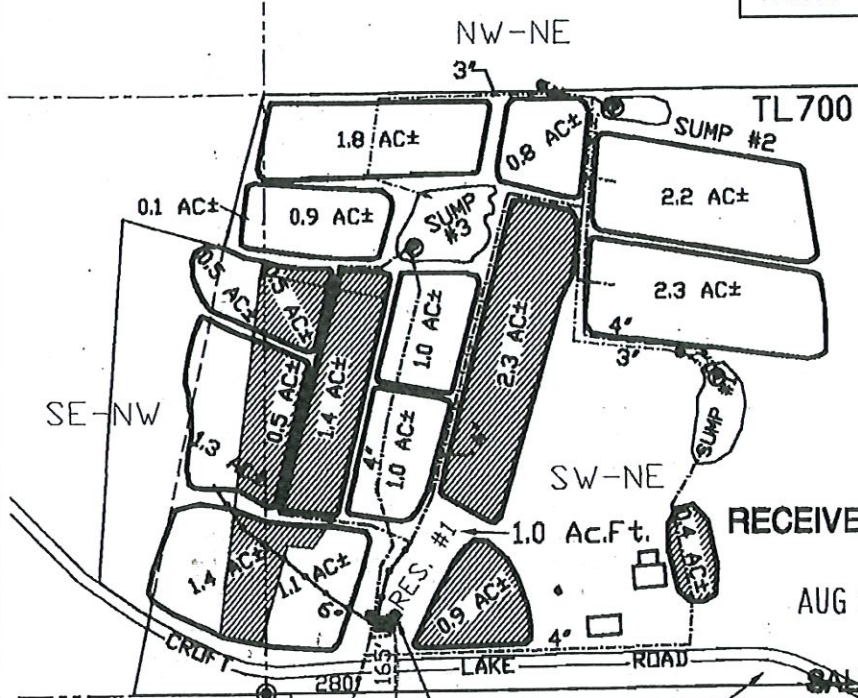 NW-NE
3"
TL700
SUMP #2
1.8 AC±
0.8 AC±
2.2 AC±
0.1 AC±
0.9 AC±
SUMP
#3
0.5 AC±
0.5 AC±
2.3 AC±
1.0 AC±
2.3 AC±
4"
3"
1.4 AC±
0.5 AC±
SE-NW
1.3 AC±
1.0 AC±
4"
SUMP
SW-NE
RES. #1
1.0 Ac.Ft.
RECEIVE
0.4 AC±
1.4 AC±
1.1 AC±
6"
0.9 AC±
AUG
4"
CROFT LAKE ROAD
280'
165'